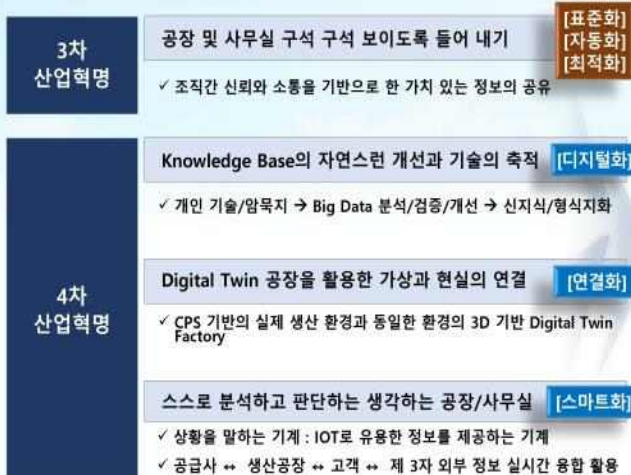 3차
산업혁명
공장 및 사무실 구석 구석 보이도록 들어 내기
[표준화]
[자동화]
[최적화]
✓ 조직간 신뢰와 소통을 기반으로 한 가치 있는 정보의 공유
4차
산업혁명
Knowledge Base의 자연스런 개선과 기술의 축적
[디지털화]
✓ 개인 기술/암묵지 → Big Data 분석/검증/개선 → 신지식/형식지화
Digital Twin 공장을 활용한 가상과 현실의 연결
[연결화]
✓ CPS 기반의 실제 생산 환경과 동일한 환경의 3D 기반 Digital Twin
Factory
스스로 분석하고 판단하는 생각하는 공장/사무실
[스마트화]
✓ 상황을 말하는 기계 : IOT로 유용한 정보를 제공하는 기계
✓ 공급사 ↔ 생산공장 ↔ 고객 ↔ 제 3자 외부 정보 실시간 융합 활용